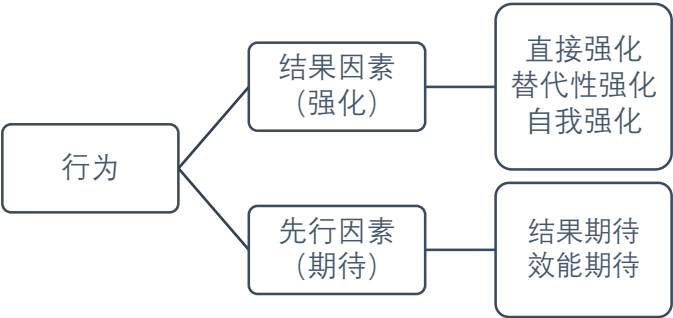 行为
结果因素
（强化）
直接强化
替代性强化
自我强化
先行因素
（期待）
结果期待
效能期待